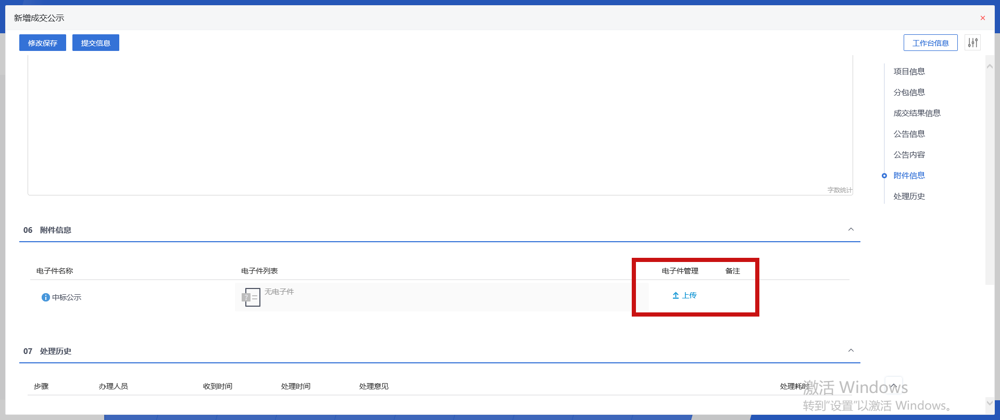 新增成交公示
修改保存 提交信息 工作台信息
项目信息
分包信息
成交结果信息
公告信息
公告内容
附件信息
处理历史
字数统计
06 附件信息
电子件名称 电子件列表 电子件管理 备注
中标公示 无电子件 上传
07 处理历史
步骤 办理人员 收到时间 处理时间 处理意见 处理耗时
激活 Windows
转到“设置”以激活 Windows。